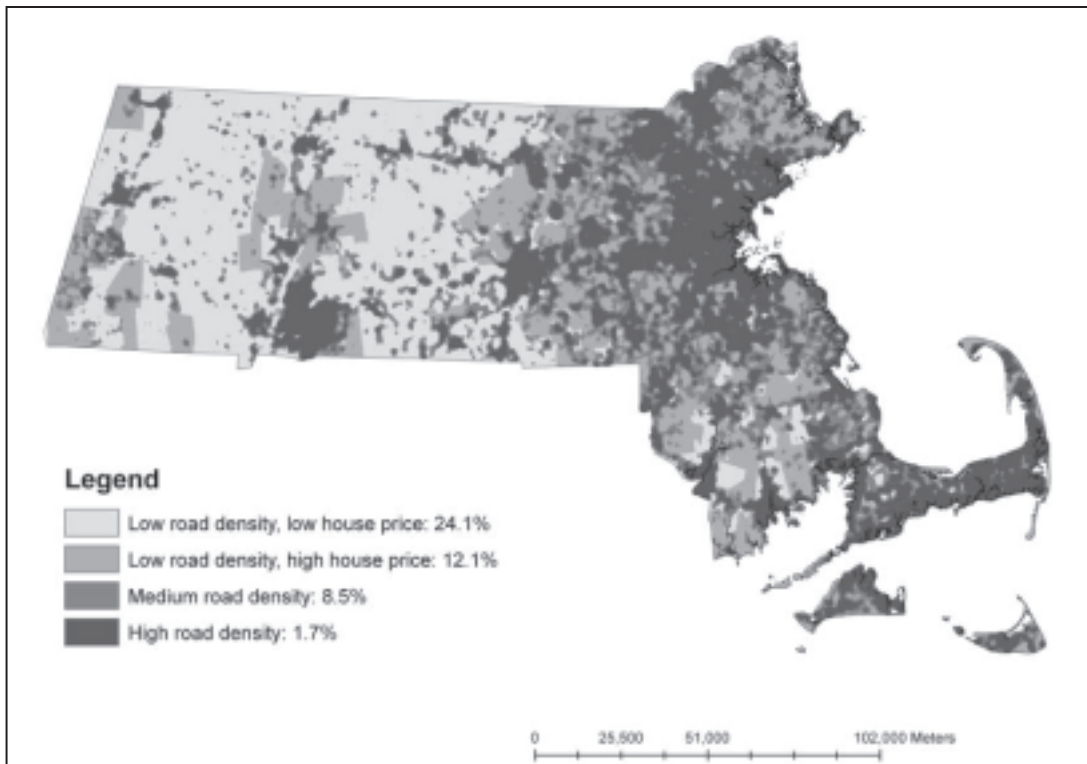 Legend
Low road density, low house price: 24.1%
Low road density, high house price: 12.1%
Medium road density: 8.5%
High road density: 1.7%
0 25,500 51,000 102,000 Meters